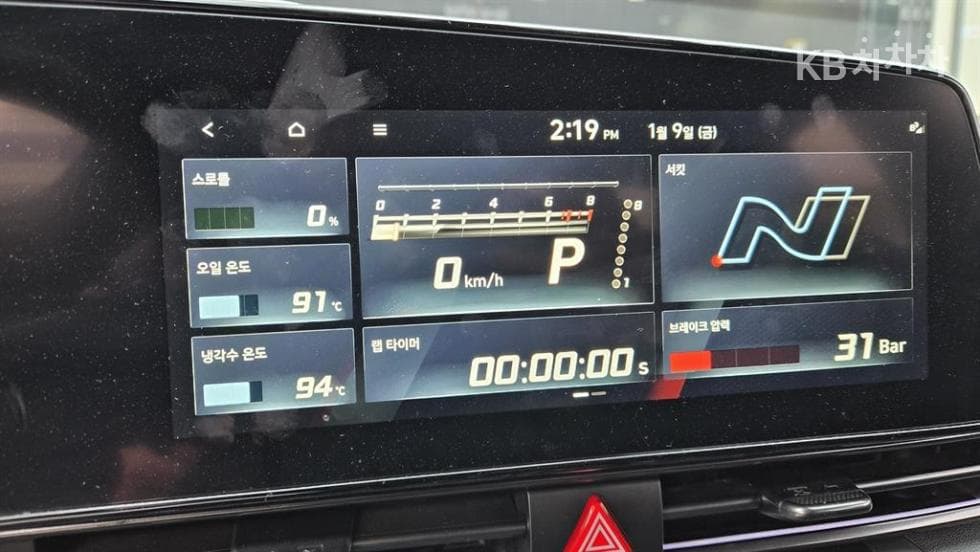 KB차차차
2:19 PM 1월 9일 (금)
스로틀
0 %
0 2 4 6 8
8
0 km/h P
1
서킷
N
오일 온도
91 ℃
냉각수 온도
94 ℃
랩 타이머
00:00:00 S
브레이크 압력
31 Bar